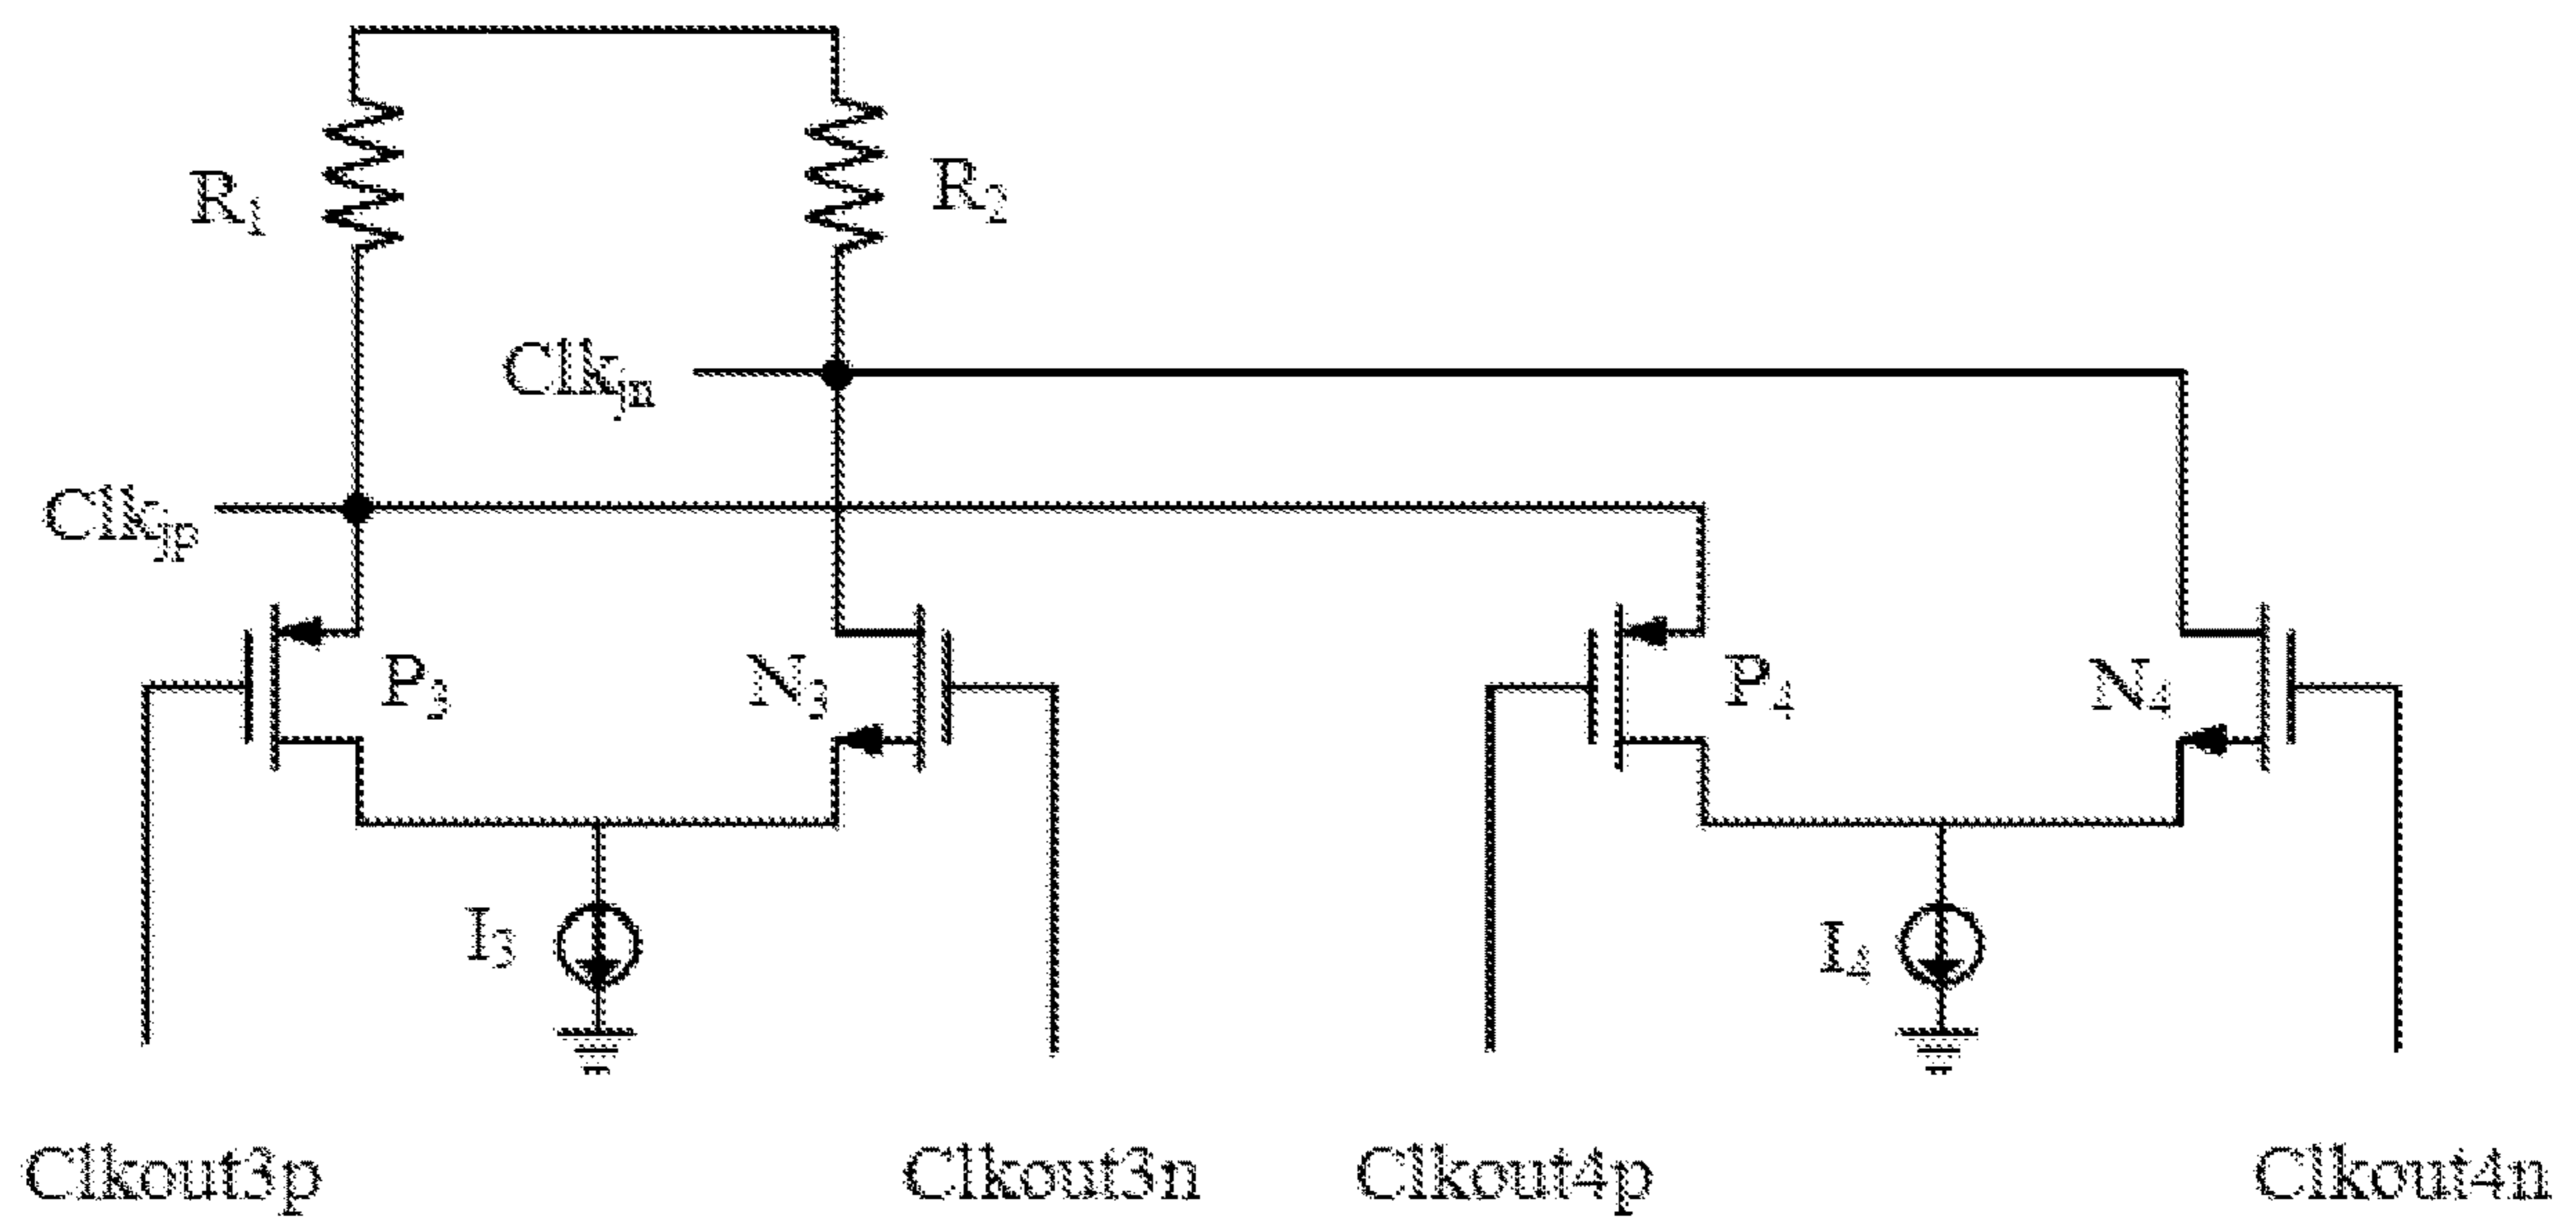 R1
R2
Clkjn
Clkjp
P3
N3
P4
N4
I3
I4
Clkout3p
Clkout3n
Clkout4p
Clkout4n